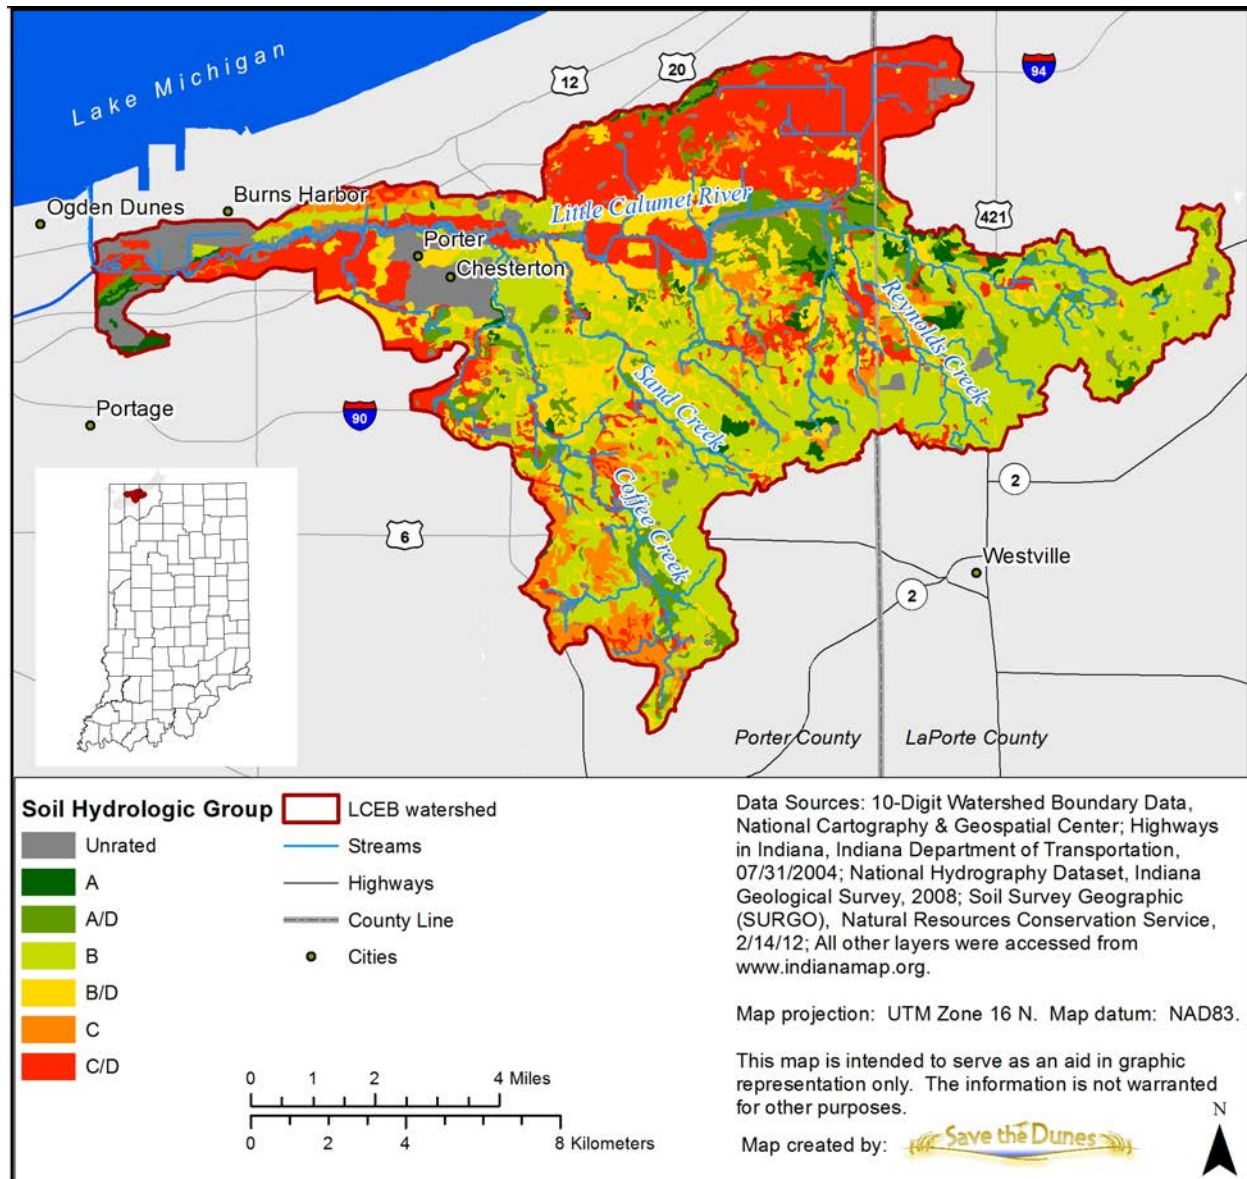 Lake Michigan
12
20
94
Burns Harbor
Ogden Dunes
Little Calumet River
421
Porter
Chesterton
Reynolds Creek
Sand Creek
Portage
90
Coffee Creek
2
6
Westville
2
Porter County
LaPorte County
Soil Hydrologic Group
Unrated
A
A/D
B
B/D
C
C/D
LCEB watershed
Streams
Highways
County Line
Cities
0 1 2 4 Miles
0 2 4 8 Kilometers
Data Sources: 10-Digit Watershed Boundary Data,
National Cartography & Geospatial Center; Highways
in Indiana, Indiana Department of Transportation,
07/31/2004; National Hydrography Dataset, Indiana
Geological Survey, 2008; Soil Survey Geographic
(SURGO), Natural Resources Conservation Service,
2/14/12; All other layers were accessed from
www.indianamap.org.
Map projection: UTM Zone 16 N. Map datum: NAD83.
This map is intended to serve as an aid in graphic
representation only. The information is not warranted
for other purposes.
Map created by:
Save the Dunes
N